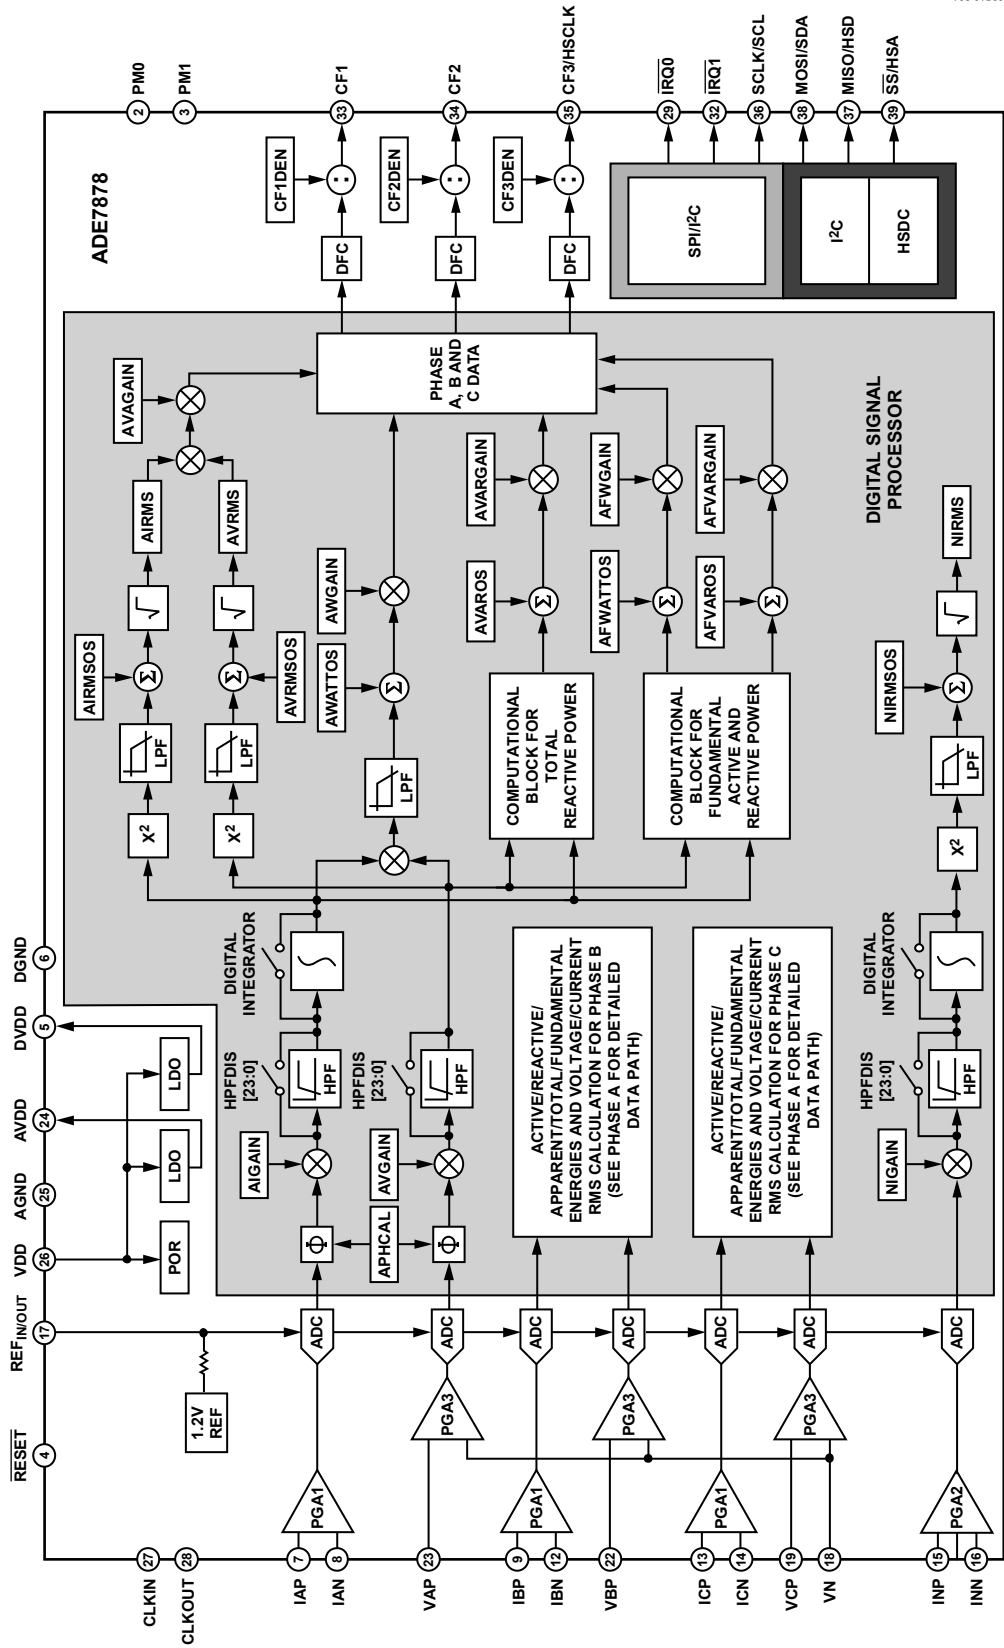 RESET
4
REF IN/OUT
17
VDD
26
AGND
25
AVDD
24
DVDD
5
DGND
6
CLKIN
27
CLKOUT
28
1.2V
REF
POR
LDO
LDO
PM0
2
PM1
3
ADE7878
IAP
7
IAN
8
VAP
23
IBP
9
IBN
12
VBP
22
ICP
13
ICN
14
VCP
19
VN
18
INP
15
INN
16
PGA1
PGA3
PGA1
PGA3
PGA1
PGA3
PGA2
ADC
ADC
ADC
ADC
ADC
ADC
ADC
Φ
APHCAL
Φ
AIGAIN
AVGAIN
HPFDIS
[23:0]
HPF
HPFDIS
[23:0]
HPF
DIGITAL
INTEGRATOR
X2
LPF
AIRMSOS
Σ
√
AIRMS
X2
LPF
AVRMSOS
Σ
√
AVRMS
AVAGAIN
LPF
AWATTOS
Σ
AWGAIN
COMPUTATIONAL
BLOCK FOR
TOTAL
REACTIVE POWER
AVAROS
Σ
AVARGAIN
COMPUTATIONAL
BLOCK FOR
FUNDAMENTAL
ACTIVE AND
REACTIVE POWER
AFWATTOS
Σ
AFWGAIN
AFVAROS
Σ
AFVARGAIN
PHASE
A, B AND
C DATA
ACTIVE/REACTIVE/
APPARENT/TOTAL/FUNDAMENTAL
ENERGIES AND VOLTAGE/CURRENT
RMS CALCULATION FOR PHASE B
(SEE PHASE A FOR DETAILED
DATA PATH)
ACTIVE/REACTIVE/
APPARENT/TOTAL/FUNDAMENTAL
ENERGIES AND VOLTAGE/CURRENT
RMS CALCULATION FOR PHASE C
(SEE PHASE A FOR DETAILED
DATA PATH)
NIGAIN
HPFDIS
[23:0]
HPF
DIGITAL
INTEGRATOR
X2
LPF
NIRMSOS
Σ
√
NIRMS
DIGITAL SIGNAL
PROCESSOR
DFC
CF1DEN
:
33
CF1
DFC
CF2DEN
:
34
CF2
DFC
CF3DEN
:
35
CF3/HSCLK
SPI/I2C
I2C
HSDC
29
IRQ0
32
IRQ1
36
SCLK/SCL
38
MOSI/SDA
37
MISO/HSD
39
SS/HSA